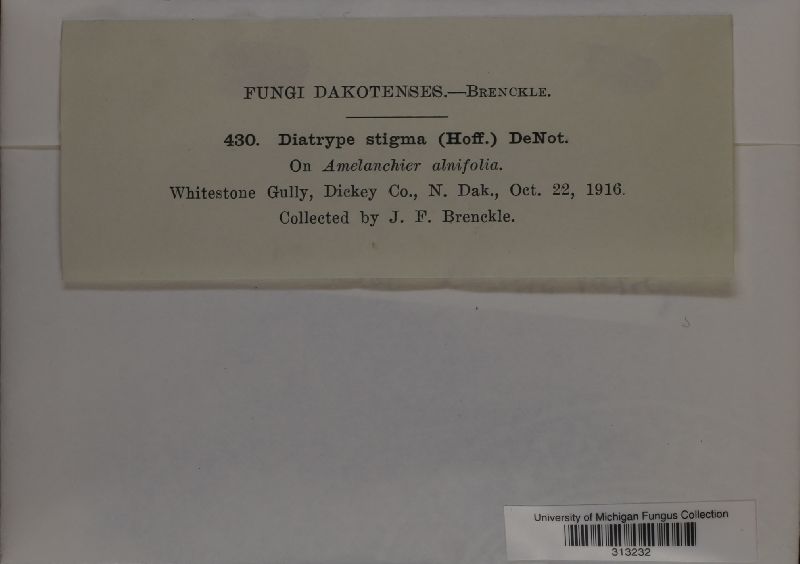 FUNGI DAKOTENSES.—BRENCKLE.
430. Diatrype stigma (Hoff.) DeNot.
On Amelanchier alnifolia.
Whitestone Gully, Dickey Co., N. Dak., Oct. 22, 1916.
Collected by J. F. Brenckle.
University of Michigan Fungus Collection
313232